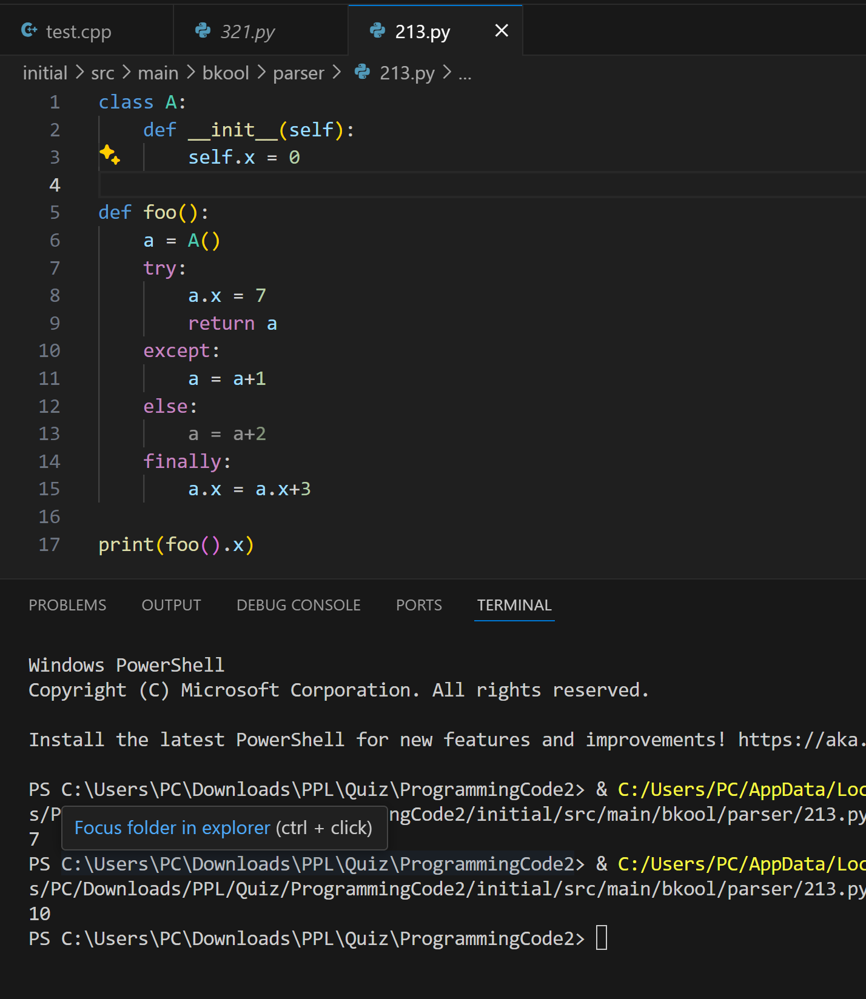 test.cpp 321.py 213.py
initial > src > main > bkool > parser > 213.py > ...
1 class A:
2     def __init__(self):
3         self.x = 0
4
5 def foo():
6     a = A()
7     try:
8         a.x = 7
9         return a
10     except:
11         a = a+1
12     else:
13         a = a+2
14     finally:
15         a.x = a.x+3
16
17 print(foo().x)
PROBLEMS OUTPUT DEBUG CONSOLE PORTS TERMINAL
Windows PowerShell
Copyright (C) Microsoft Corporation. All rights reserved.
Install the latest PowerShell for new features and improvements! https://aka.
PS C:\Users\PC\Downloads\PPL\Quiz\ProgrammingCode2> & C:/Users/PC/AppData/Loc
s/P ngCode2/initial/src/main/bkool/parser/213.py
Focus folder in explorer (ctrl + click)
7
PS C:\Users\PC\Downloads\PPL\Quiz\ProgrammingCode2> & C:/Users/PC/AppData/Loc
s/PC/Downloads/PPL/Quiz/ProgrammingCode2/initial/src/main/bkool/parser/213.py
10
PS C:\Users\PC\Downloads\PPL\Quiz\ProgrammingCode2>